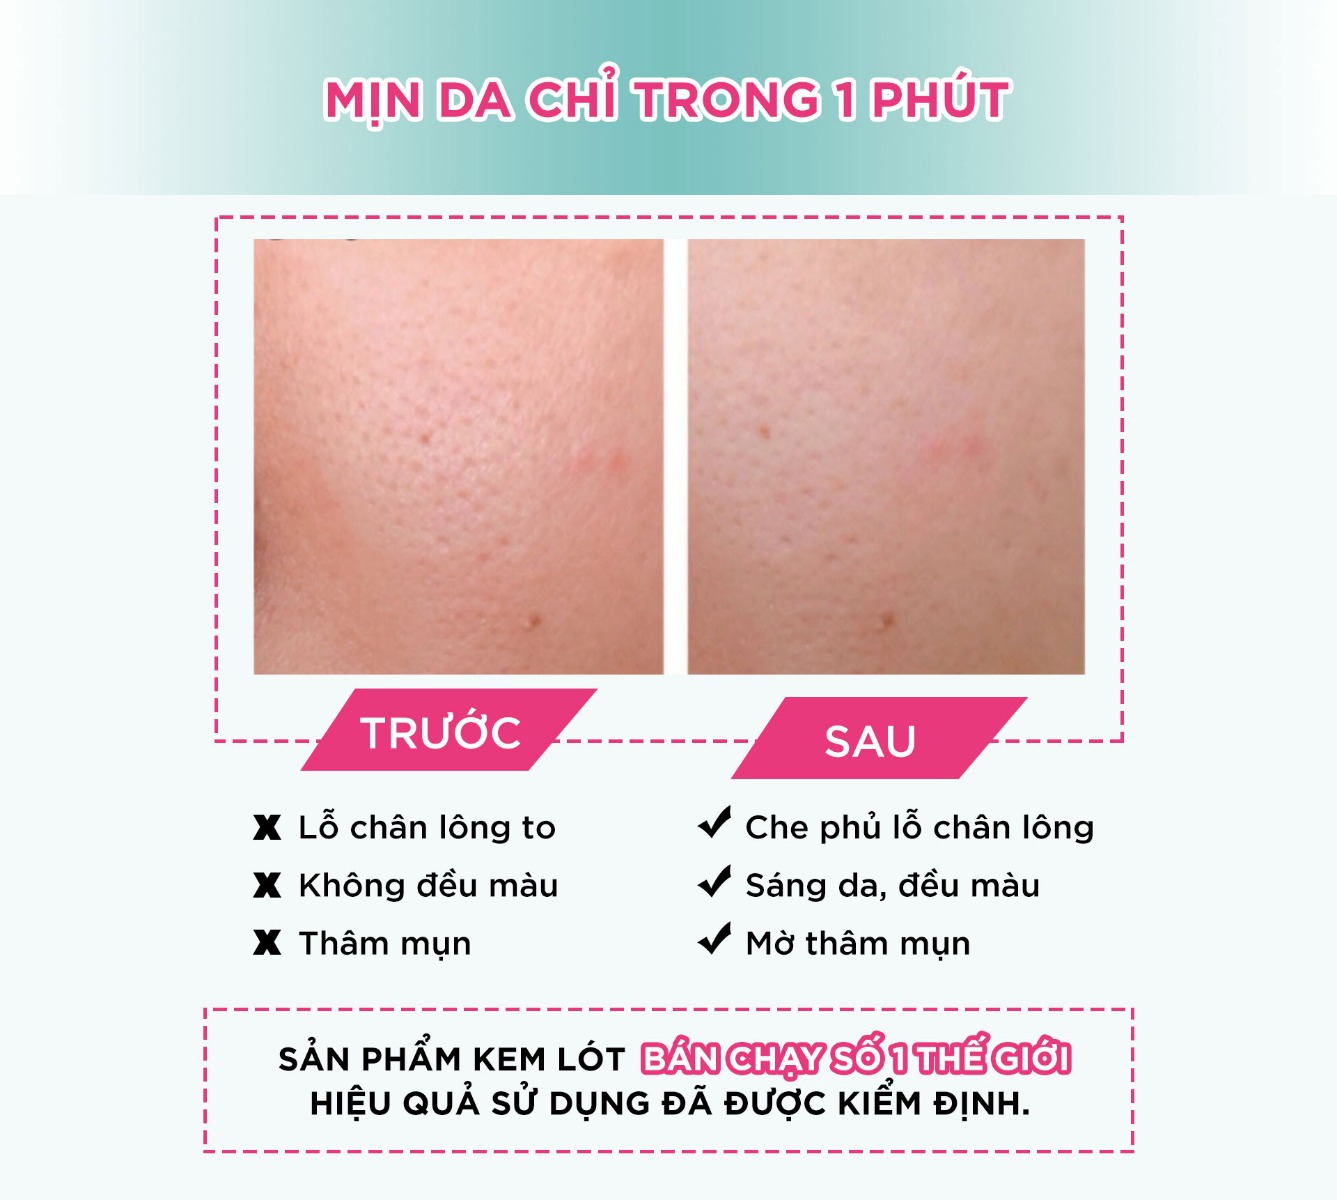 MỊN DA CHỈ TRONG 1 PHÚT
TRƯỚC
SAU
X Lỗ chân lông to
X Không đều màu
X Thâm mụn
✓ Che phủ lỗ chân lông
✓ Sáng da, đều màu
✓ Mờ thâm mụn
SẢN PHẨM KEM LÓT BÁN CHẠY SỐ 1 THẾ GIỚI
HIỆU QUẢ SỬ DỤNG ĐÃ ĐƯỢC KIỂM ĐỊNH.